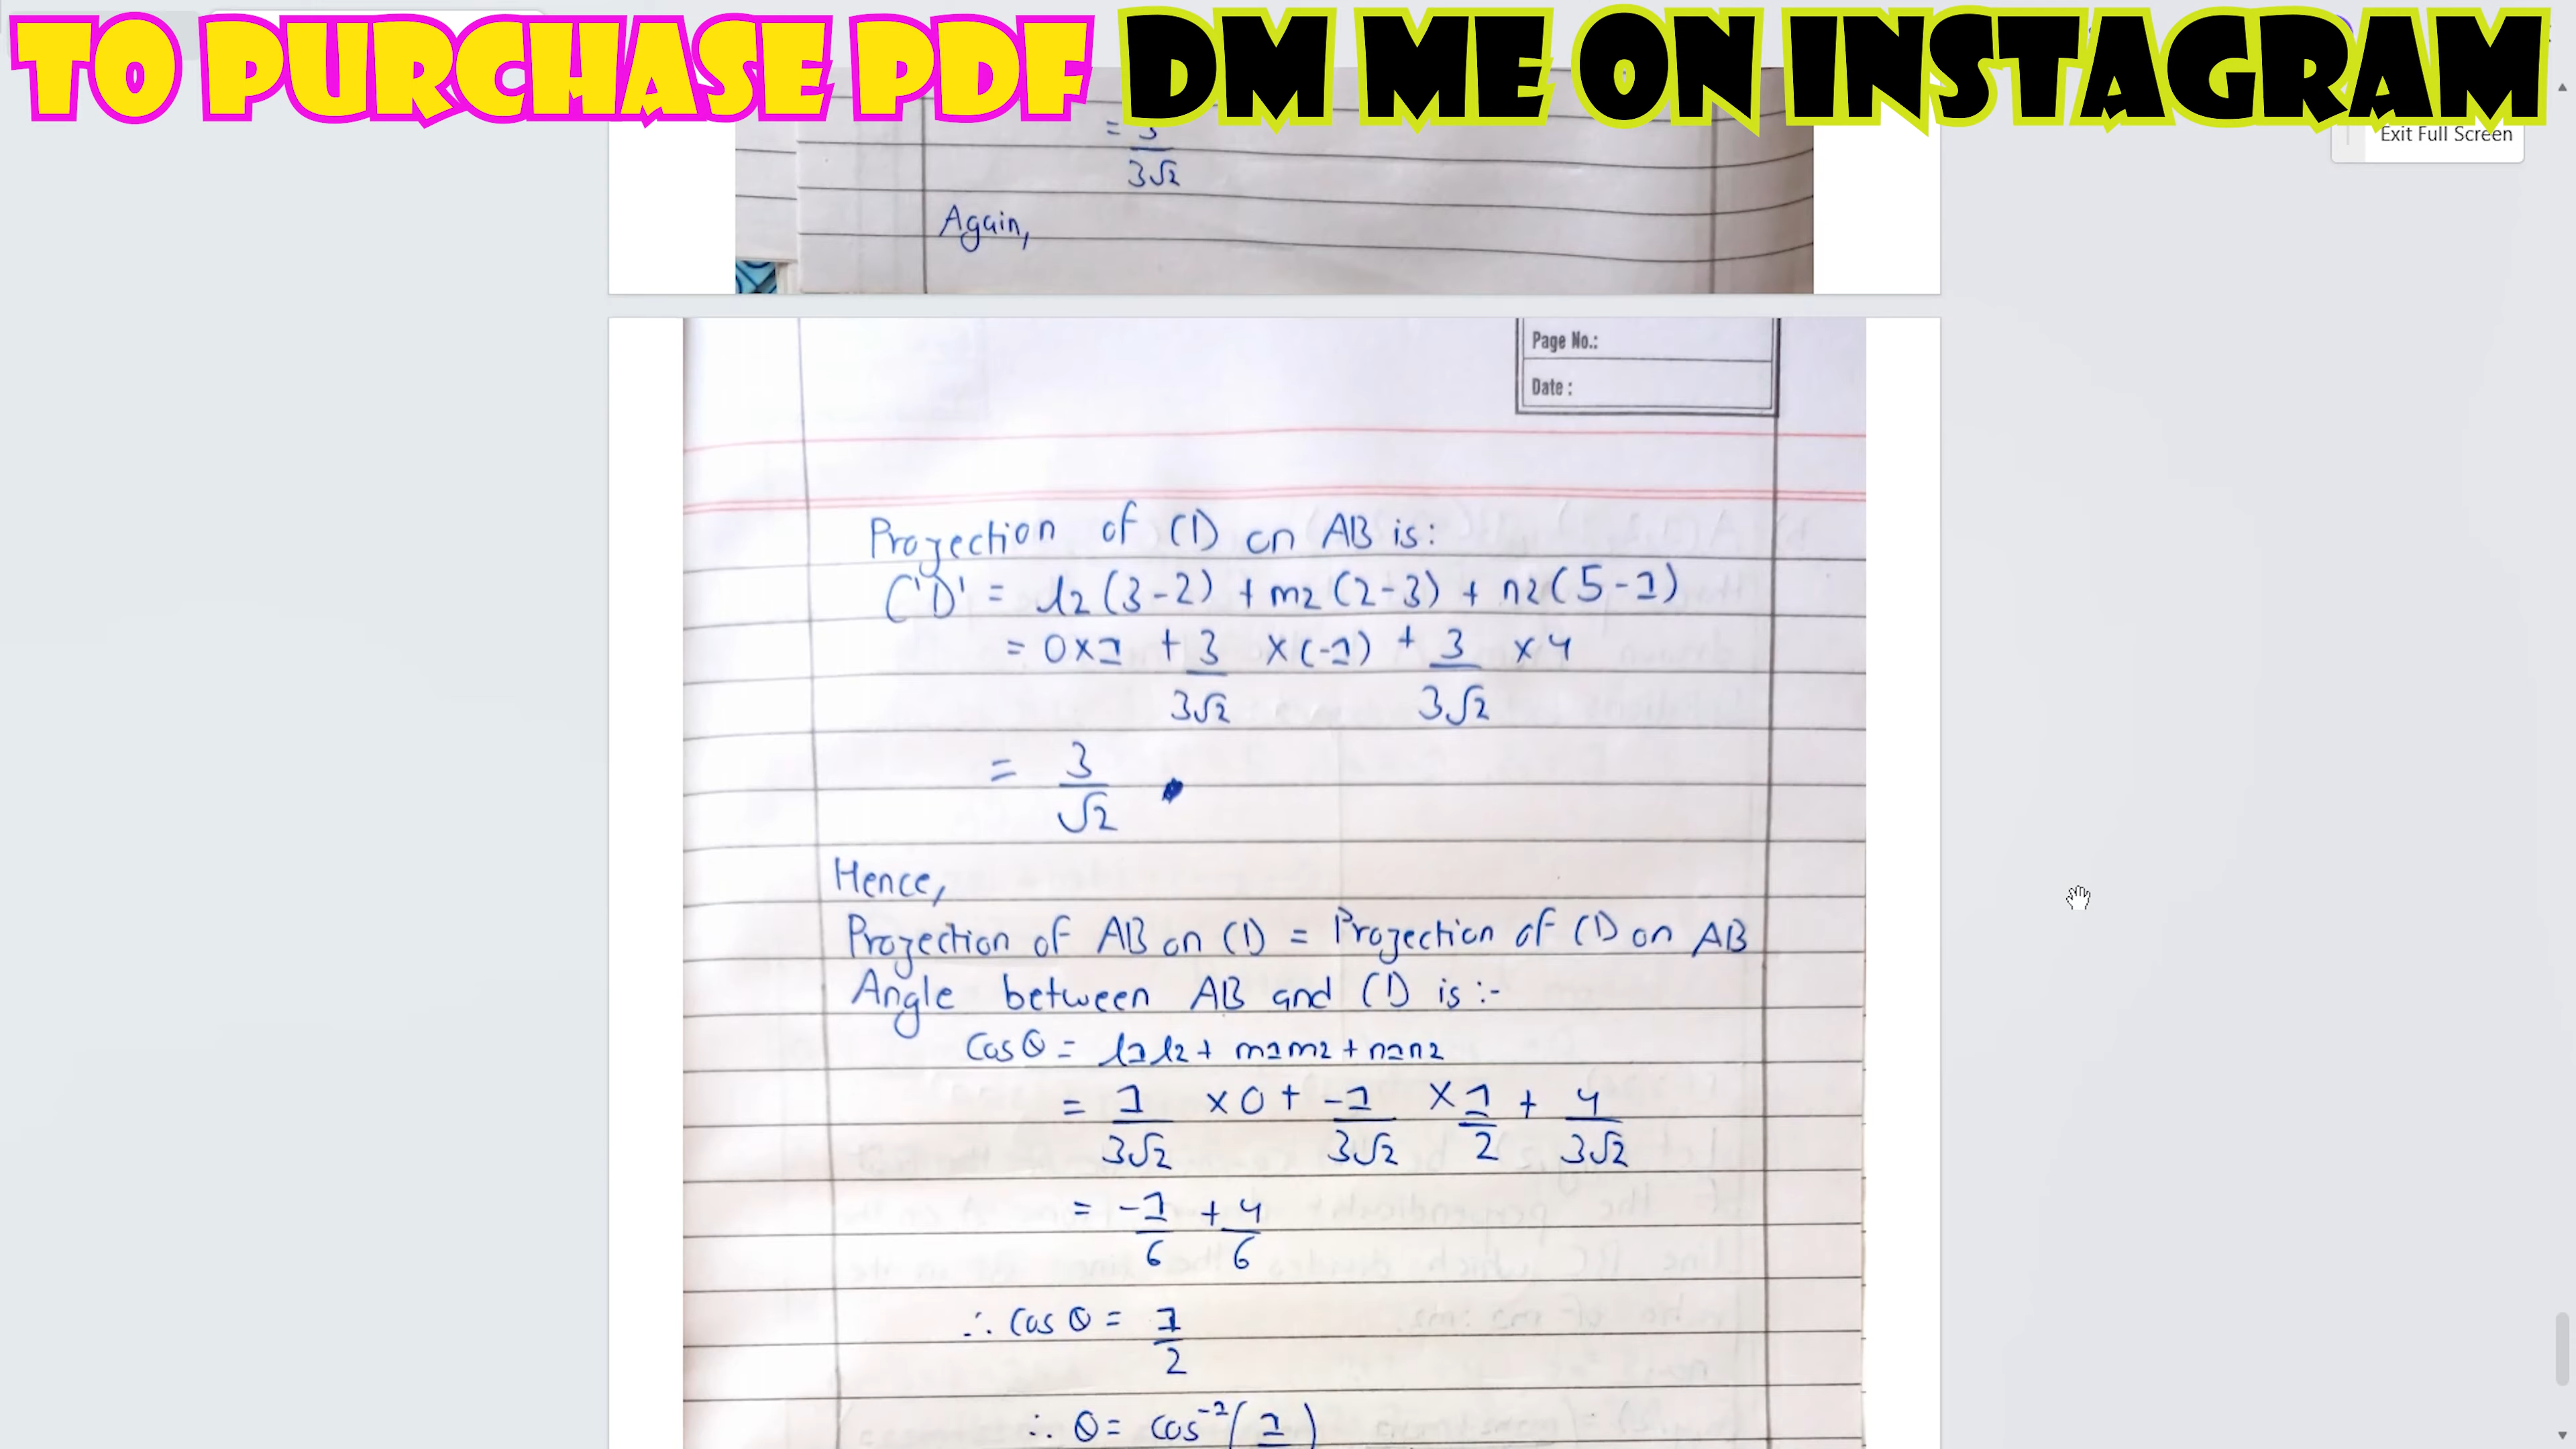 TO PURCHASE PDF DM ME ON INSTAGRAM
Exit Full Screen
= 3
3√2
Again,
Page No.:
Date :
Projection of CD on AB is:
C'D' = l2 (3-2) + m2 (2-3) + n2 (5-1)
= 0×1 + 3/3√2 ×(-1) + 3/3√2 ×4
= 3/√2
Hence,
Projection of AB on CD = Projection of CD on AB
Angle between AB and CD is :-
Cos θ = l1l2 + m1m2 + n1n2
= 1/3√2 ×0 + -1/3√2 × 1/2 + 4/3√2
= -1/6 + 4/6
∴ Cos θ = 1/2
∴ θ = cos⁻¹(1